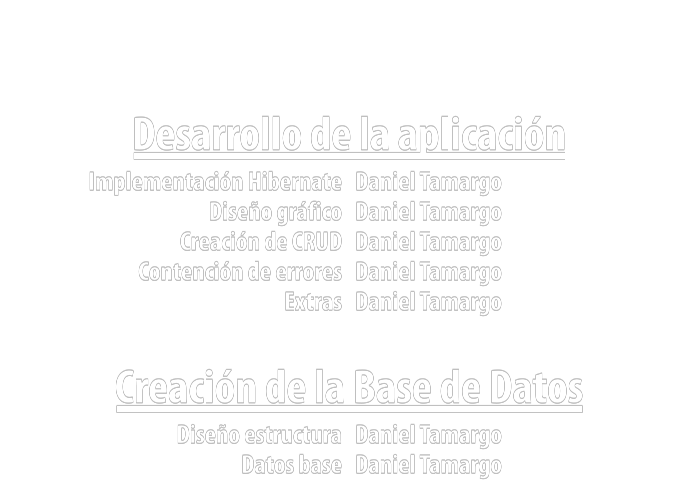 Desarrollo de la aplicación
Implementación Hibernate Daniel Tamargo
Diseño gráfico Daniel Tamargo
Creación de CRUD Daniel Tamargo
Contención de errores Daniel Tamargo
Extras Daniel Tamargo
Creación de la Base de Datos
Diseño estructura Daniel Tamargo
Datos base Daniel Tamargo